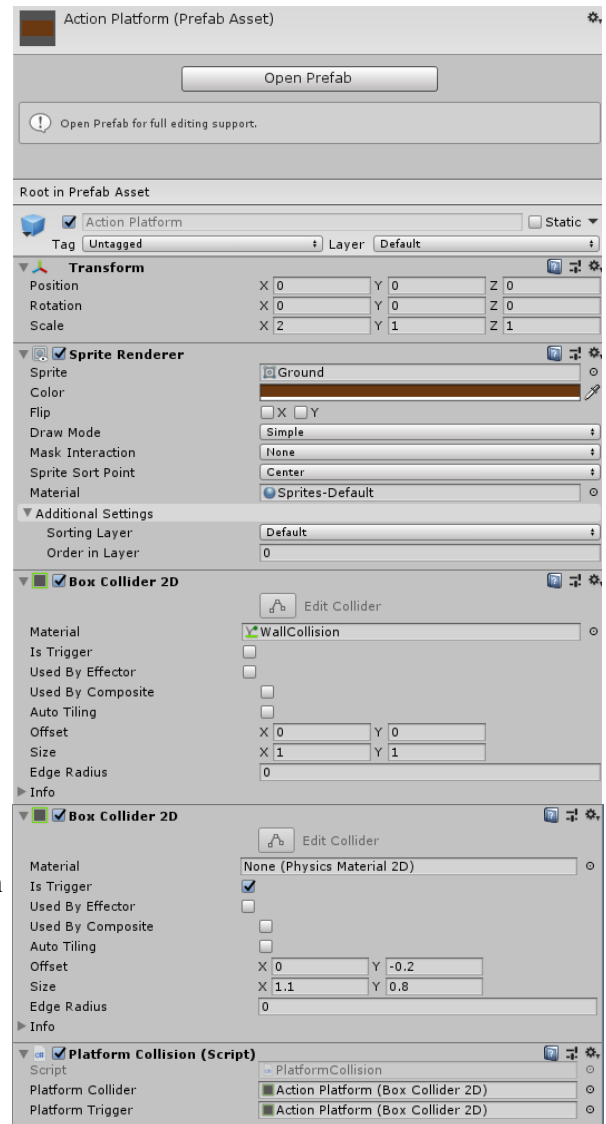 Action Platform (Prefab Asset)
Open Prefab
Open Prefab for full editing support.
Root in Prefab Asset
Action Platform Static
Tag Untagged Layer Default
Transform
Position X 0 Y 0 Z 0
Rotation X 0 Y 0 Z 0
Scale X 2 Y 1 Z 1
Sprite Renderer
Sprite Ground
Color
Flip X Y
Draw Mode Simple
Mask Interaction None
Sprite Sort Point Center
Material Sprites-Default
Additional Settings
Sorting Layer Default
Order in Layer 0
Box Collider 2D
Edit Collider
Material WallCollision
Is Trigger
Used By Effector
Used By Composite
Auto Tiling
Offset X 0 Y 0
Size X 1 Y 1
Edge Radius 0
Info
Box Collider 2D
Edit Collider
Material None (Physics Material 2D)
Is Trigger
Used By Effector
Used By Composite
Auto Tiling
Offset X 0 Y -0.2
Size X 1.1 Y 0.8
Edge Radius 0
Info
Platform Collision (Script)
Script PlatformCollision
Platform Collider Action Platform (Box Collider 2D)
Platform Trigger Action Platform (Box Collider 2D)